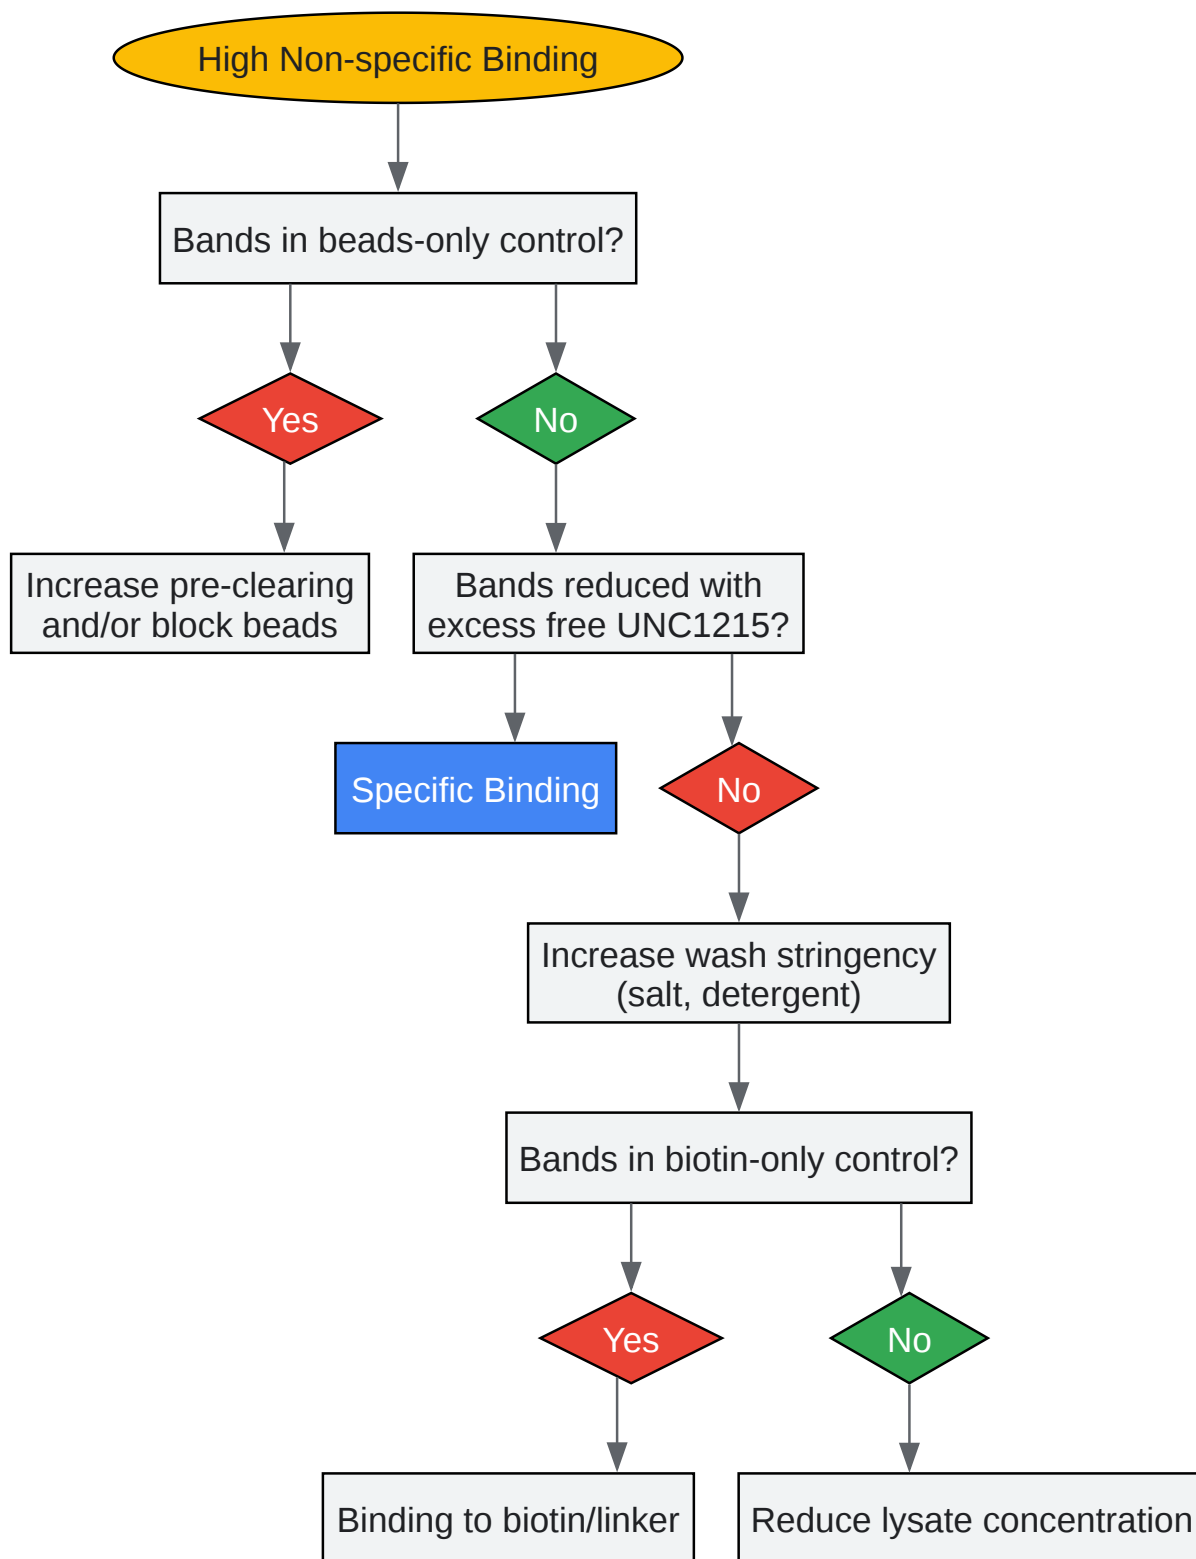 High Non-specific Binding
Bands in beads-only control?
Yes
No
Increase pre-clearing
and/or block beads
Bands reduced with
excess free UNC1215?
Specific Binding
No
Increase wash stringency
(salt, detergent)
Bands in biotin-only control?
Yes
No
Binding to biotin/linker
Reduce lysate concentration